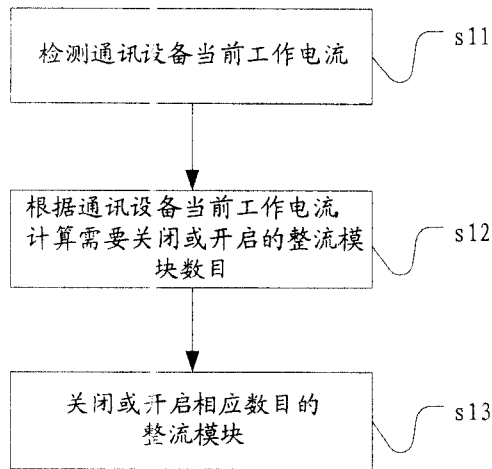 检测通讯设备当前工作电流
s11
根据通讯设备当前工作电流
计算需要关闭或开启的整流模
块数目
s12
关闭或开启相应数目的
整流模块
s13